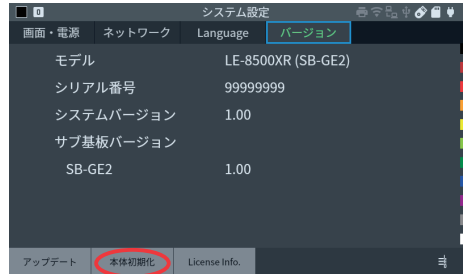 0 システム設定
画面・電源 ネットワーク Language バージョン
モデル LE-8500XR (SB-GE2)
シリアル番号 99999999
システムバージョン 1.00
サブ基板バージョン
SB-GE2 1.00
アップデート 本体初期化 License Info.